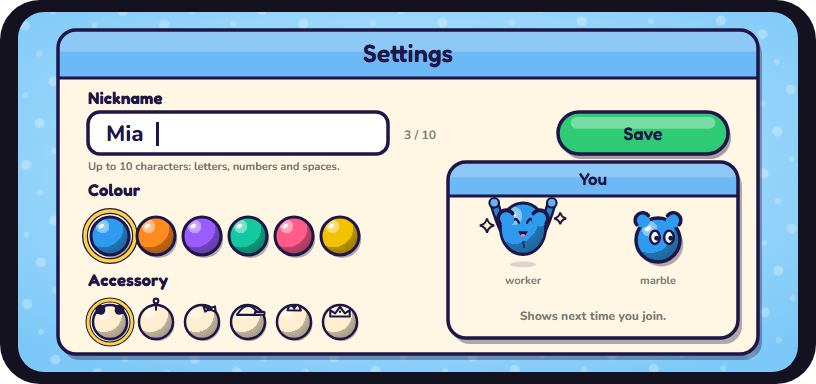 Settings
Nickname
Mia
3 / 10
Save
Up to 10 characters: letters, numbers and spaces.
Colour
You
worker
marble
Accessory
Shows next time you join.